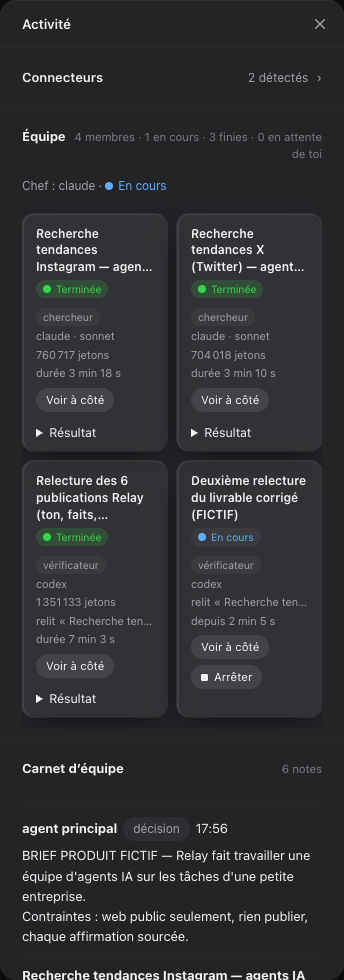 Activité
Connecteurs 2 détectés ›
Équipe 4 membres · 1 en cours · 3 finies · 0 en attente
de toi
Chef : claude · En cours
Recherche
tendances
Instagram — agen...
Terminée
chercheur
claude · sonnet
760 717 jetons
durée 3 min 18 s
Voir à côté
Résultat
Recherche
tendances X
(Twitter) — agent...
Terminée
chercheur
claude · sonnet
704 018 jetons
durée 3 min 10 s
Voir à côté
Résultat
Relecture des 6
publications Relay
(ton, faits,...
Terminée
vérificateur
codex
1 351 133 jetons
relit « Recherche ten...
durée 7 min 3 s
Voir à côté
Résultat
Deuxième relecture
du livrable corrigé
(FICTIF)
En cours
vérificateur
codex
relit « Recherche ten...
depuis 2 min 5 s
Voir à côté
Arrêter
Carnet d’équipe 6 notes
agent principal décision 17:56
BRIEF PRODUIT FICTIF — Relay fait travailler une
équipe d'agents IA sur les tâches d'une petite
entreprise.
Contraintes : web public seulement, rien publier,
chaque affirmation sourcée.
Recherche tendances Instagram — agents IA